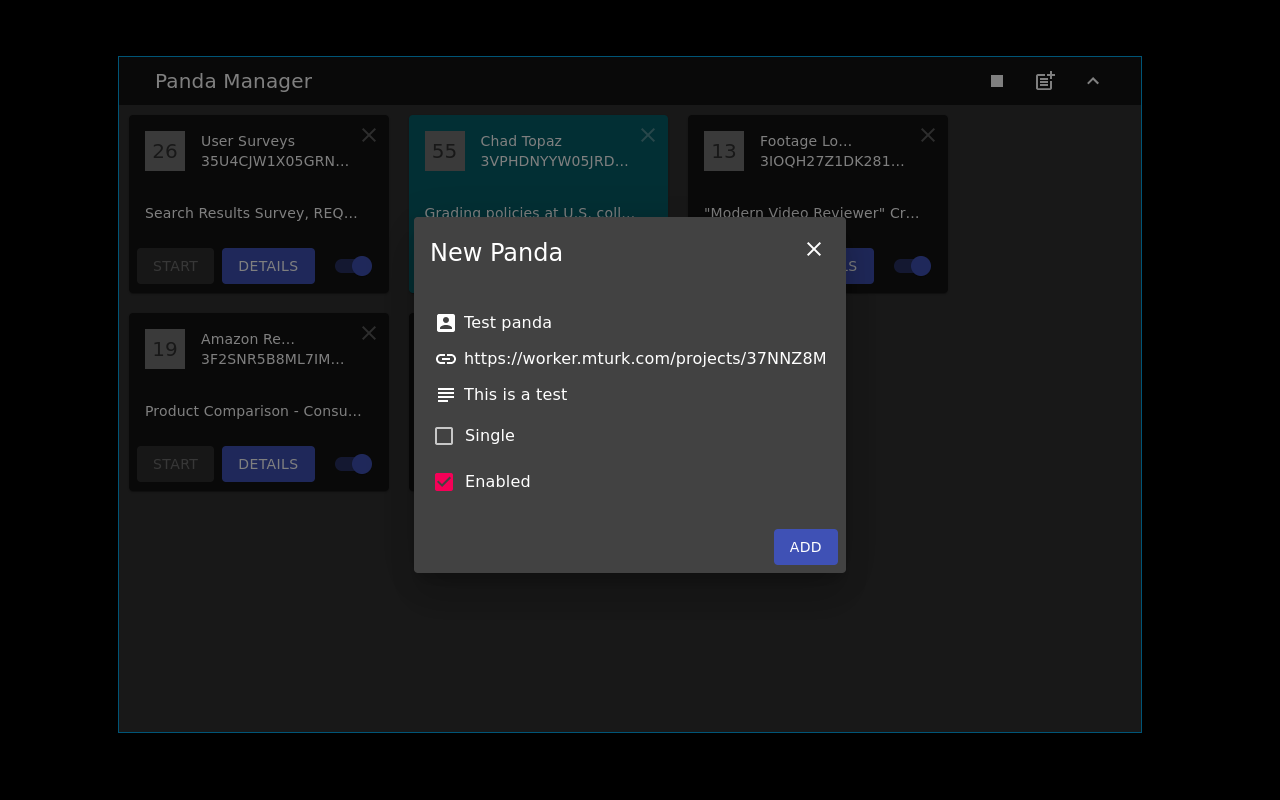 Panda Manager
26
User Surveys
35U4CJW1X05GRN...
Search Results Survey, REQ...
START
DETAILS
55
Chad Topaz
3VPHDNYYW05JRD...
Grading policies at U.S. coll...
13
Footage Lo...
3IOQH27Z1DK281...
"Modern Video Reviewer" Cr...
LS
19
Amazon Re...
3F2SNR5B8ML7IM...
Product Comparison - Consu...
START
DETAILS
New Panda
Test panda
https://worker.mturk.com/projects/37NNZ8M
This is a test
Single
Enabled
ADD